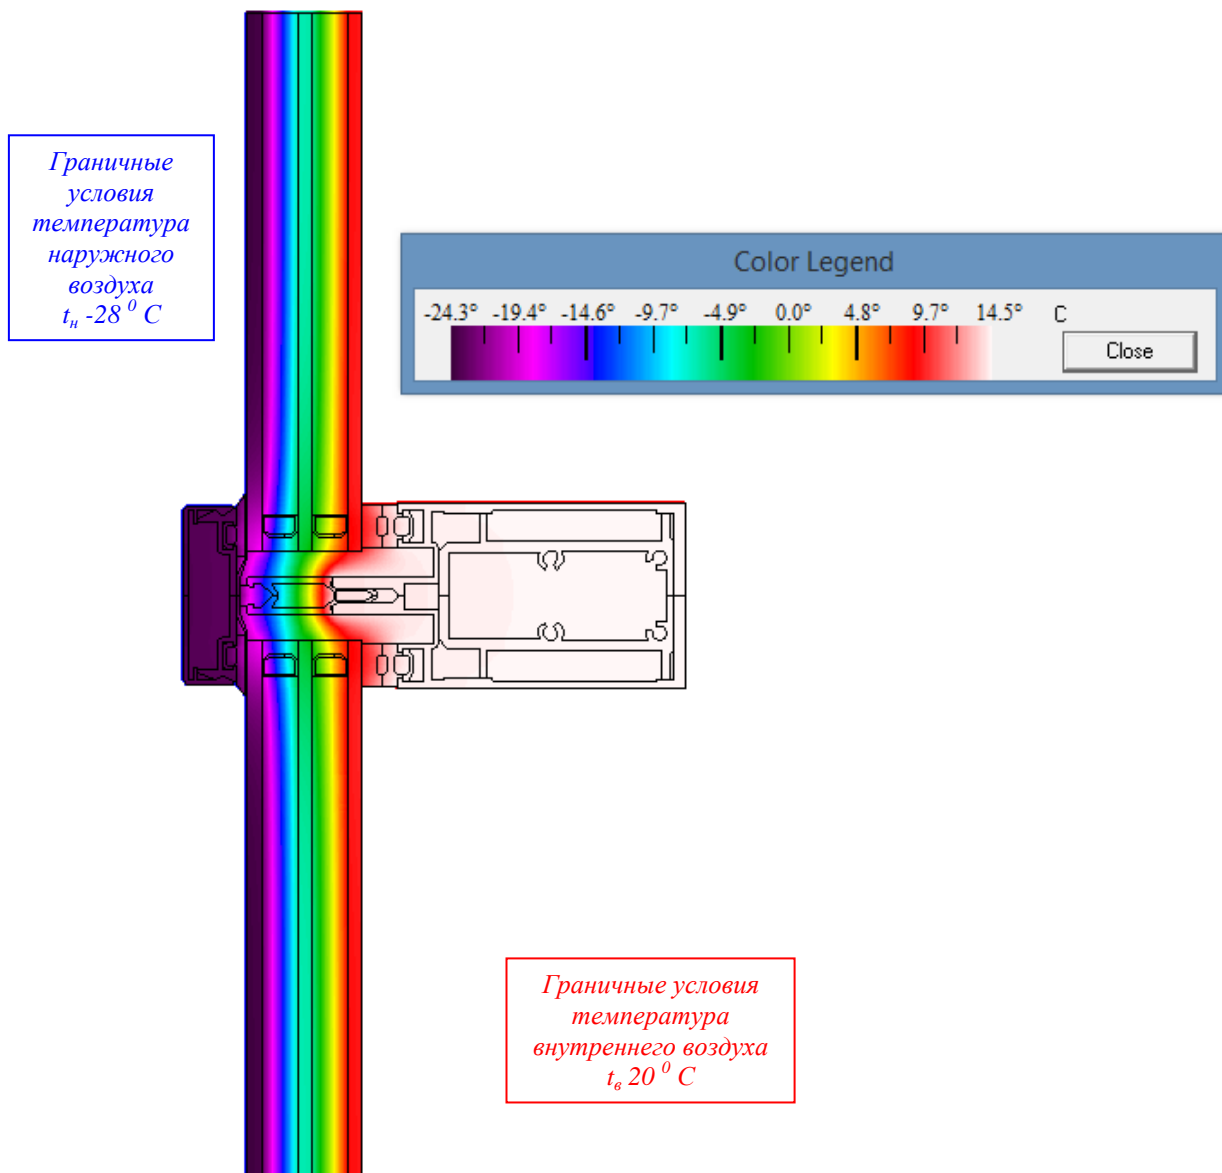 Граничные
условия
температура
наружного
воздуха
tн -28 ⁰ С
Color Legend
-24.3° -19.4° -14.6° -9.7° -4.9° 0.0° 4.8° 9.7° 14.5° C
Close
Граничные условия
температура
внутреннего воздуха
tв 20 ⁰ С